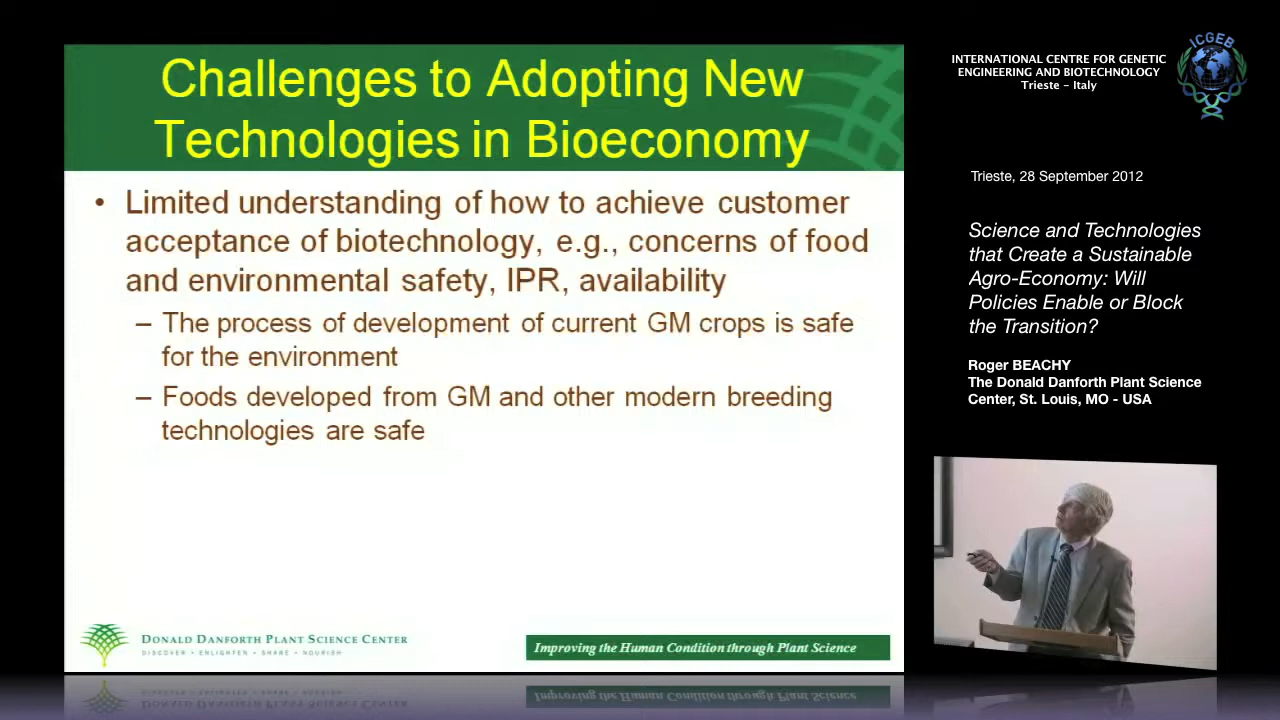 Challenges to Adopting New
Technologies in Bioeconomy
• Limited understanding of how to achieve customer
acceptance of biotechnology, e.g., concerns of food
and environmental safety, IPR, availability
– The process of development of current GM crops is safe
for the environment
– Foods developed from GM and other modern breeding
technologies are safe
DONALD DANFORTH PLANT SCIENCE CENTER
DISCOVER • ENLIGHTEN • SHARE • NOURISH
Improving the Human Condition through Plant Science
INTERNATIONAL CENTRE FOR GENETIC
ENGINEERING AND BIOTECHNOLOGY
Trieste - Italy
ICGEB
Trieste, 28 September 2012
Science and Technologies
that Create a Sustainable
Agro-Economy: Will
Policies Enable or Block
the Transition?
Roger BEACHY
The Donald Danforth Plant Science
Center, St. Louis, MO - USA